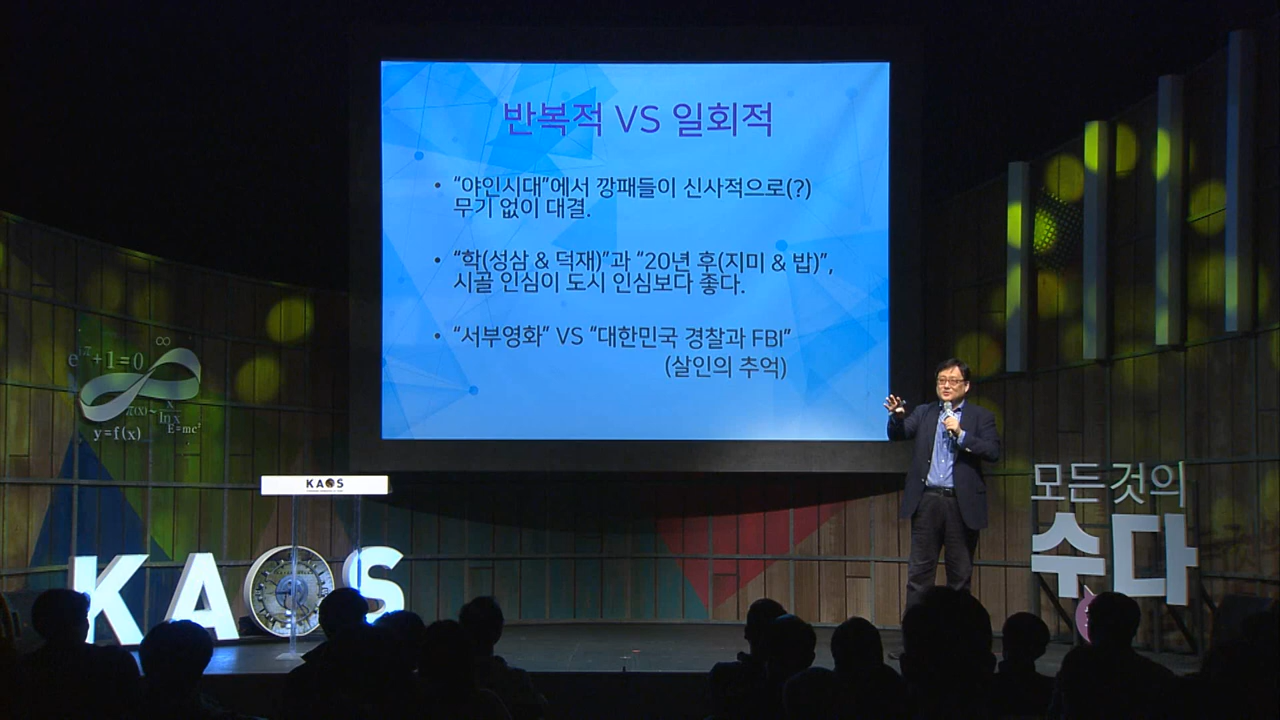 반복적 VS 일회적
• “야인시대”에서 깡패들이 신사적으로(?)
무기 없이 대결.
• “학(성삼 & 덕재)”과 “20년 후(지미 & 밥)”,
시골 인심이 도시 인심보다 좋다.
• “서부영화” VS “대한민국 경찰과 FBI”
(살인의 추억)
e^iz+1=0
∞
π(x)~x/ln x
y=f(x)
E=mc²
KAOS
KAOS
모든것의
수다